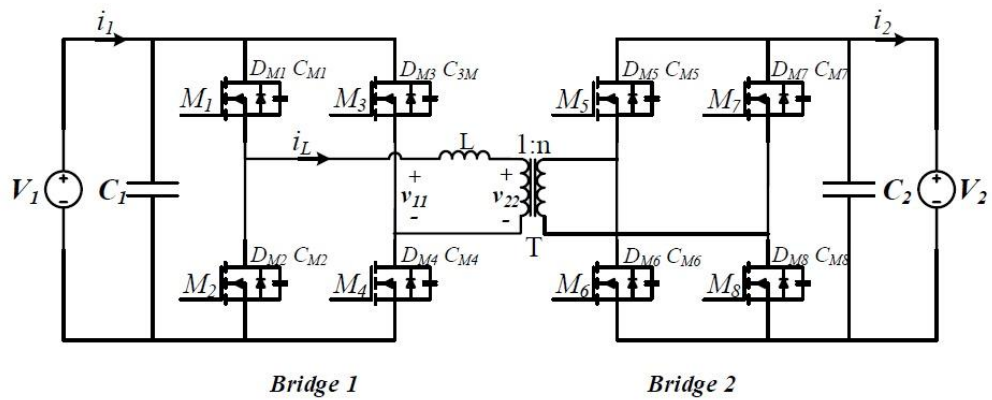 i1
i2
DM1 CM1
DM3 C3M
DM5 CM5
DM7 CM7
M1
M3
M5
M7
iL
L
1:n
+
+
V1
+
-
C1
v11
v22
C2
+
-
V2
-
-
T
DM2 CM2
DM4 CM4
DM6 CM6
DM8 CM8
M2
M4
M6
M8
Bridge 1
Bridge 2